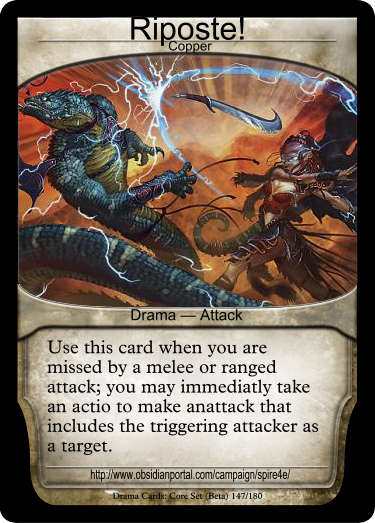 Riposte!
Copper
Drama — Attack
Use this card when you are
missed by a melee or ranged
attack; you may immediatly take
an actio to make anattack that
includes the triggering attacker as
a target.
http://www.obsidianportal.com/campaign/spire4e/
Drama Cards: Core Set (Beta) 147/180